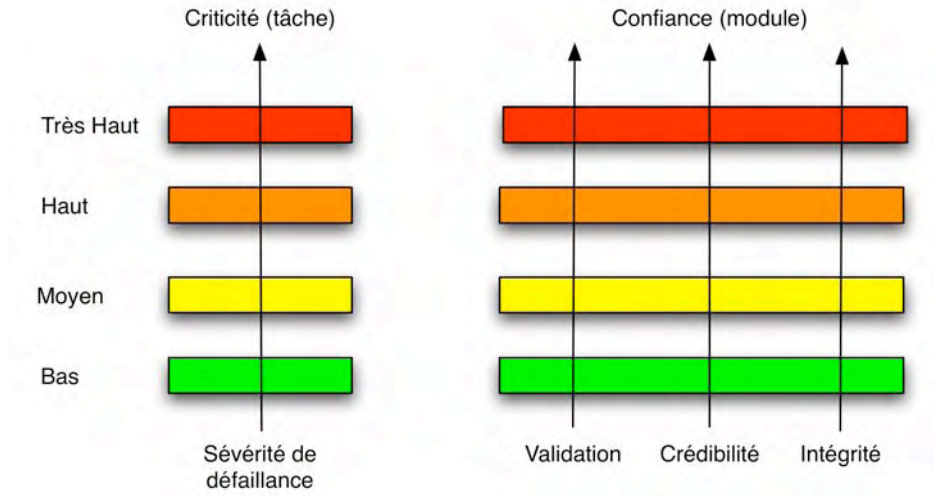 Criticité (tâche)
Confiance (module)
Très Haut
Haut
Moyen
Bas
Sévérité de
défaillance
Validation
Crédibilité
Intégrité